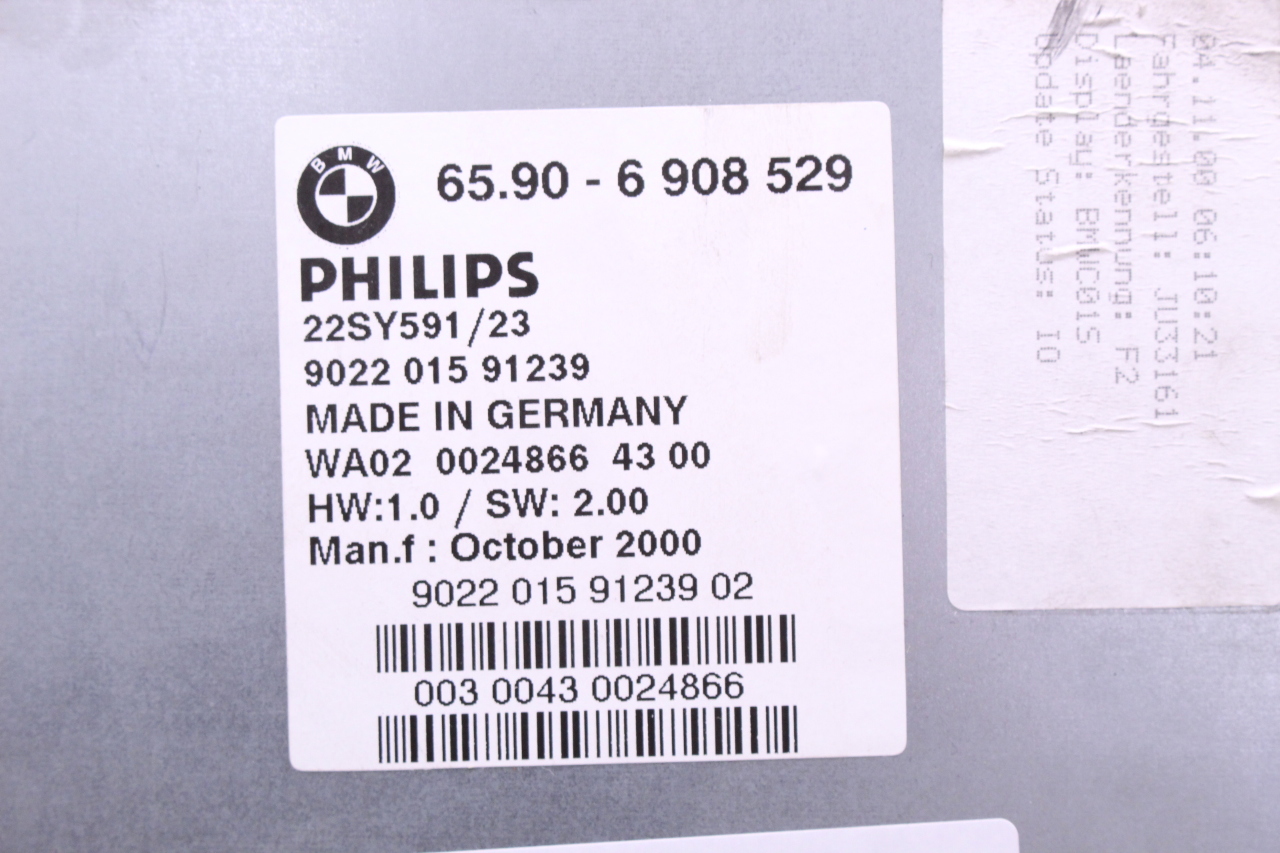 BMW
65.90 - 6 908 529
PHILIPS
22SY591/23
9022 015 91239
MADE IN GERMANY
WA02 0024866 43 00
HW:1.0 / SW: 2.00
Man.f : October 2000
9022 015 91239 02
003 0043 0024866
04.11.00 06:10:21
Fahrgestell: JU33161
Laenderkennung: F2
Display: BMWC01S
Update Status: IO